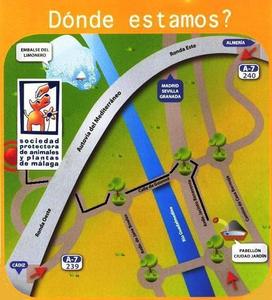 Dónde estamos?
EMBALSE DEL
LIMONERO
Ronda Este
ALMERÍA
A-7
240
MADRID
SEVILLA
GRANADA
Autovía del Mediterráneo
sociedad
protectora
de animales
y plantas
de málaga
Ronda Oeste
Río Guadalmedina
PABELLÓN
CIUDAD JARDÍN
CÁDIZ
A-7
239